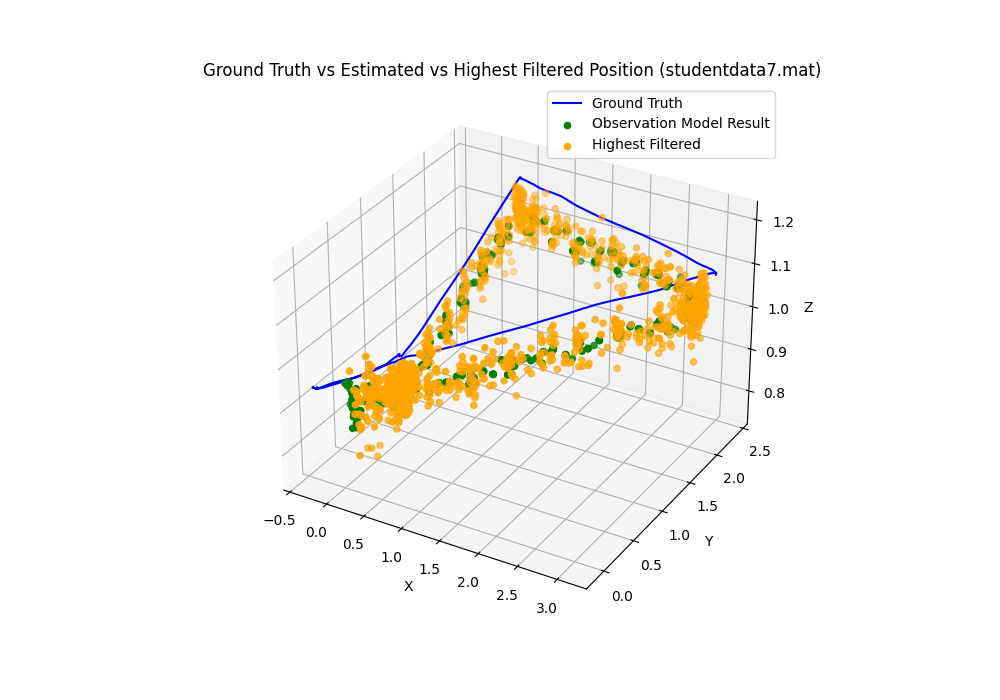 Ground Truth vs Estimated vs Highest Filtered Position (studentdata7.mat)
Ground Truth
Observation Model Result
Highest Filtered
1.2
1.1
1.0
0.9
0.8
Z
2.5
2.0
1.5
1.0
0.5
0.0
Y
−0.5
0.0
0.5
1.0
1.5
2.0
2.5
3.0
X